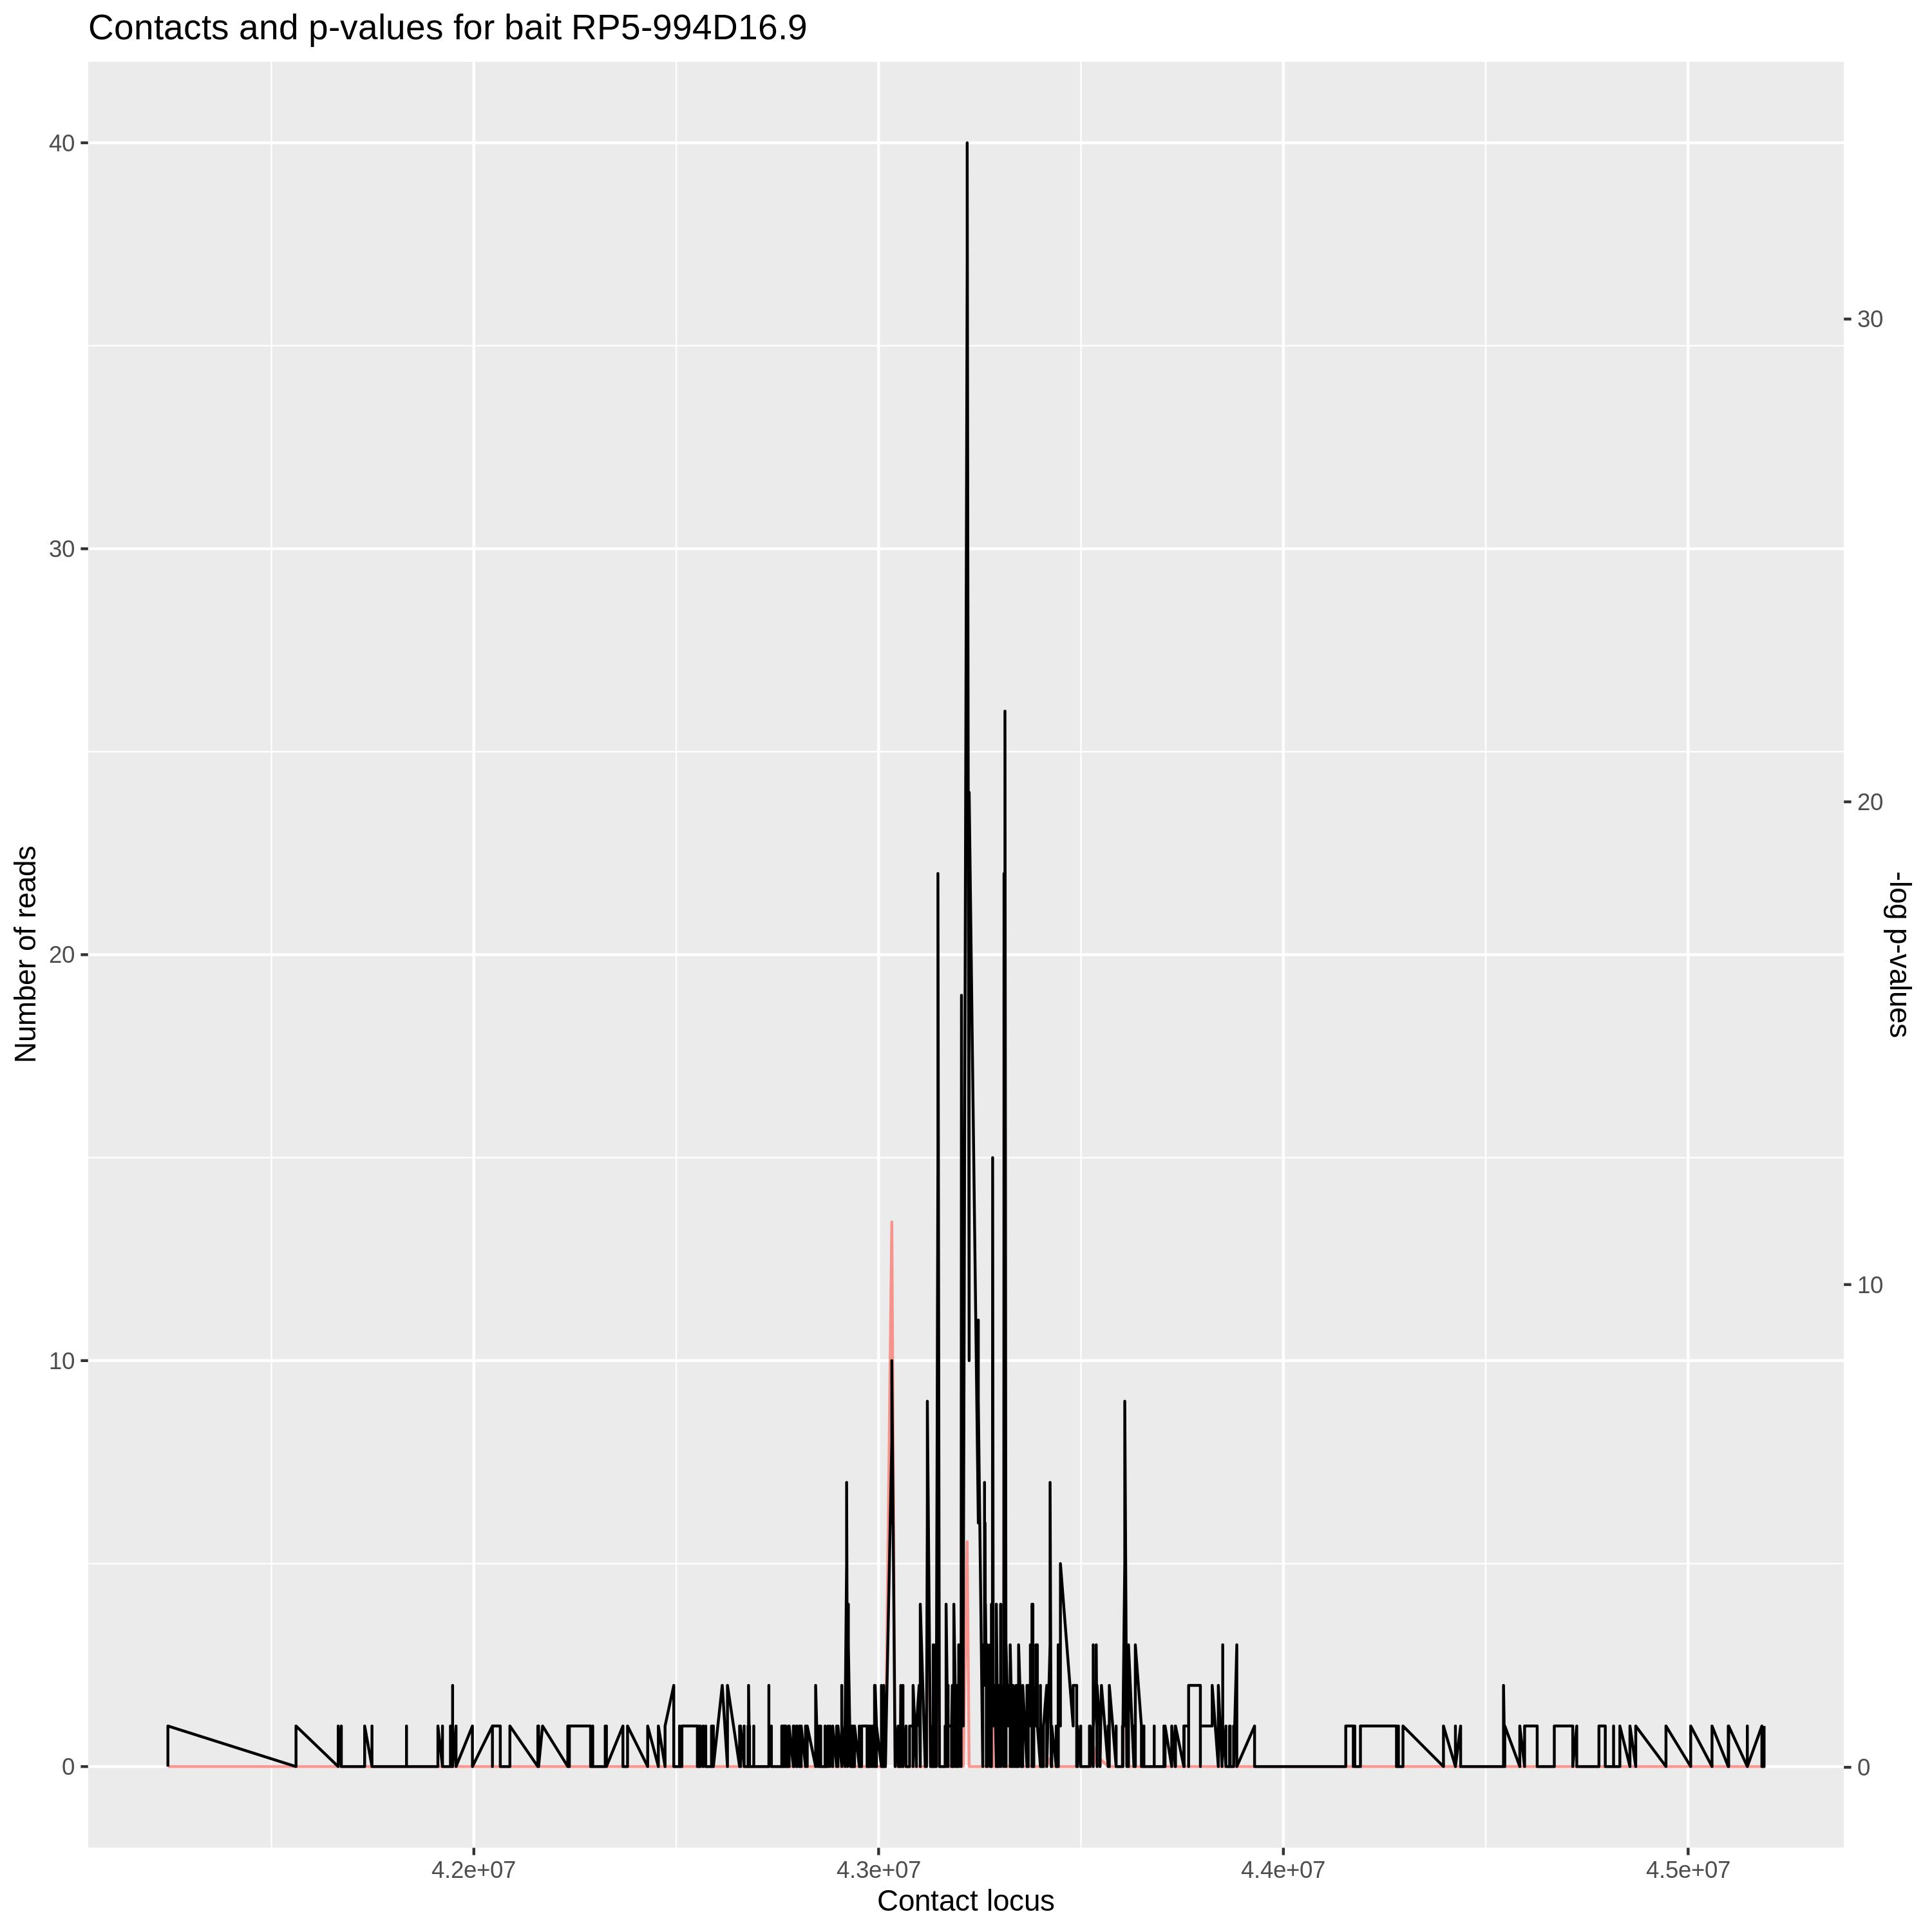 Contacts and p-values for bait RP5-994D16.9
40
30
20
10
0
Number of reads
30
20
10
0
-log p-values
4.2e+07
4.3e+07
4.4e+07
4.5e+07
Contact locus